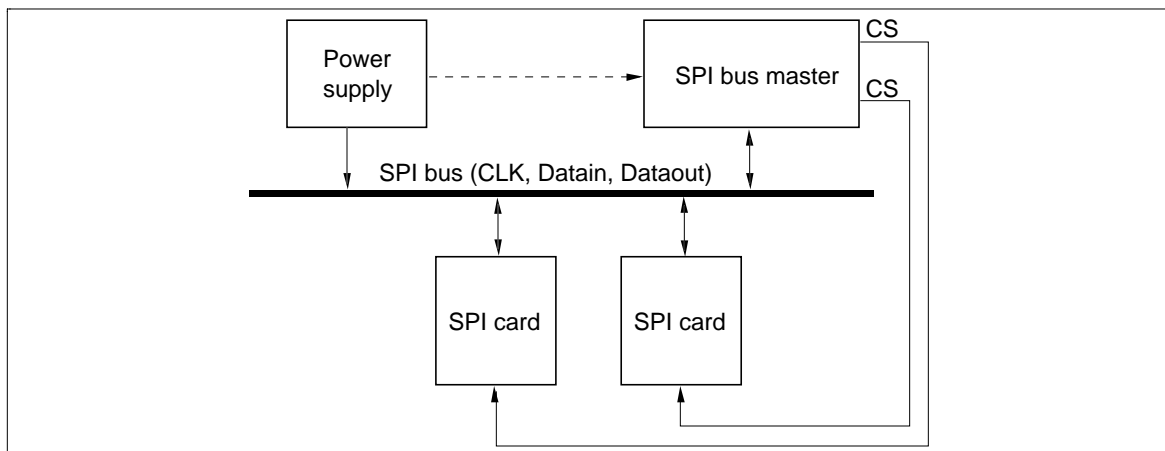 Power
supply
SPI bus master
CS
CS
SPI bus (CLK, Datain, Dataout)
SPI card
SPI card